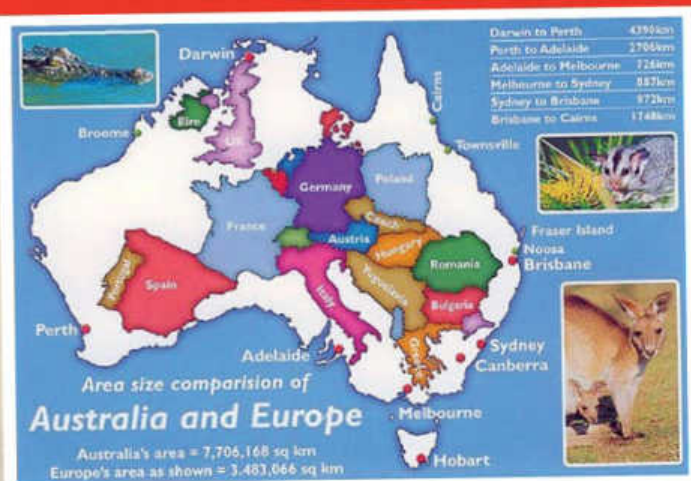 Darwin to Perth 4390km
Perth to Adelaide 2706km
Adelaide to Melbourne 726km
Melbourne to Sydney 887km
Sydney to Brisbane 972km
Brisbane to Cairns 1748km
Darwin
Cairns
Broome
Eire
UK
Townsville
Germany
Poland
France
Czech
Austria
Hungary
Fraser Island
Noosa
Brisbane
Romania
Portugal
Spain
Italy
Yugoslavia
Bulgaria
Greece
Perth
Adelaide
Sydney
Canberra
Area size comparision of
Australia and Europe
Melbourne
Australia's area = 7,706,168 sq km
Europe's area as shown = 3.483,066 sq km
Hobart